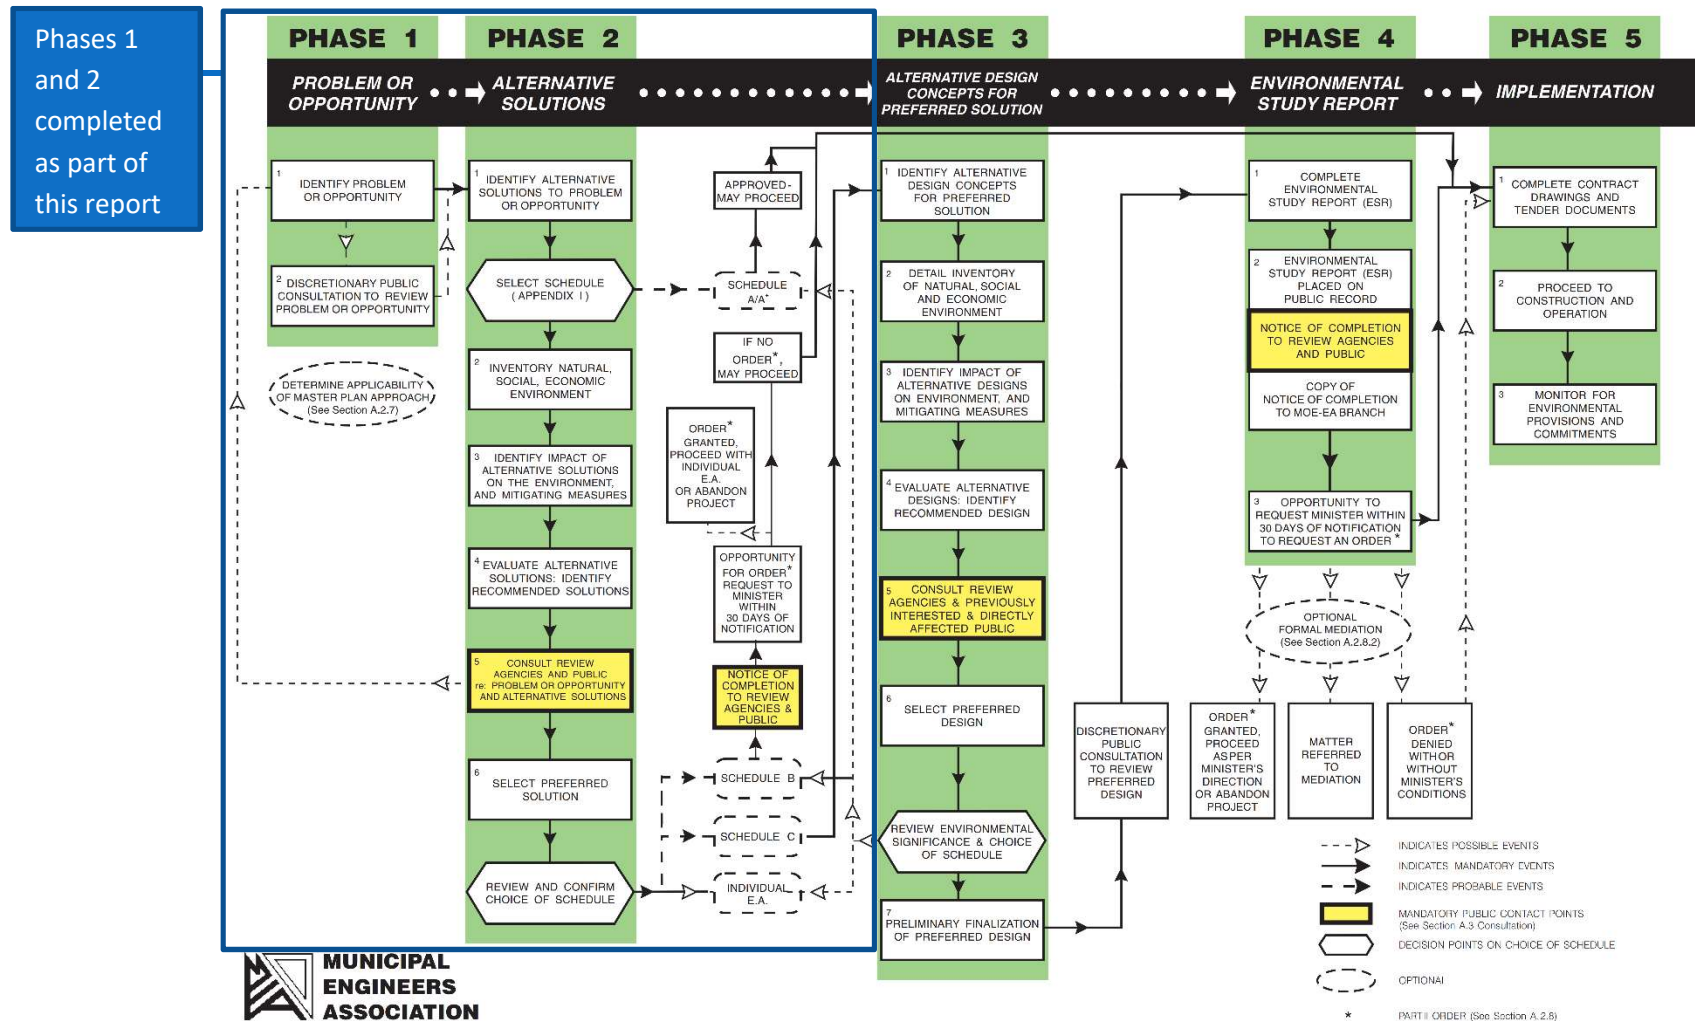 Phases 1
and 2
completed
as part of
this report
PHASE 1
PHASE 2
PHASE 3
PHASE 4
PHASE 5
PROBLEM OR
OPPORTUNITY
ALTERNATIVE
SOLUTIONS
ALTERNATIVE DESIGN
CONCEPTS FOR
PREFERRED SOLUTION
ENVIRONMENTAL
STUDY REPORT
IMPLEMENTATION
1
IDENTIFY PROBLEM
OR OPPORTUNITY
2 DISCRETIONARY PUBLIC
CONSULTATION TO REVIEW
PROBLEM OR OPPORTUNITY
DETERMINE APPLICABILITY
OF MASTER PLAN APPROACH
(See Section A.2.7)
1
IDENTIFY ALTERNATIVE
SOLUTIONS TO PROBLEM
OR OPPORTUNITY
SELECT SCHEDULE
( APPENDIX I )
2
INVENTORY NATURAL,
SOCIAL, ECONOMIC
ENVIRONMENT
3 IDENTIFY IMPACT OF
ALTERNATIVE SOLUTIONS
ON THE ENVIRONMENT,
AND MITIGATING MEASURES
4 EVALUATE ALTERNATIVE
SOLUTIONS: IDENTIFY
RECOMMENDED SOLUTIONS
5 CONSULT REVIEW
AGENCIES AND PUBLIC
re: PROBLEM OR OPPORTUNITY
AND ALTERNATIVE SOLUTIONS
6
SELECT PREFERRED
SOLUTION
REVIEW AND CONFIRM
CHOICE OF SCHEDULE
APPROVED-
MAY PROCEED
SCHEDULE
A/A+
IF NO
ORDER*,
MAY PROCEED
ORDER*
GRANTED,
PROCEED WITH
INDIVIDUAL
E.A.
OR ABANDON
PROJECT
OPPORTUNITY
FOR ORDER*
REQUEST TO
MINISTER
WITHIN
30 DAYS OF
NOTIFICATION
NOTICE OF
COMPLETION
TO REVIEW
AGENCIES &
PUBLIC
SCHEDULE B
SCHEDULE C
INDIVIDUAL
E.A.
1 IDENTIFY ALTERNATIVE
DESIGN CONCEPTS
FOR PREFERRED
SOLUTION
2 DETAIL INVENTORY
OF NATURAL, SOCIAL
AND ECONOMIC
ENVIRONMENT
3 IDENTIFY IMPACT OF
ALTERNATIVE DESIGNS
ON ENVIRONMENT, AND
MITIGATING MEASURES
4 EVALUATE ALTERNATIVE
DESIGNS: IDENTIFY
RECOMMENDED DESIGN
5 CONSULT REVIEW
AGENCIES & PREVIOUSLY
INTERESTED & DIRECTLY
AFFECTED PUBLIC
6
SELECT PREFERRED
DESIGN
REVIEW ENVIRONMENTAL
SIGNIFICANCE & CHOICE
OF SCHEDULE
7
PRELIMINARY FINALIZATION
OF PREFERRED DESIGN
DISCRETIONARY
PUBLIC
CONSULTATION
TO REVIEW
PREFERRED
DESIGN
1
COMPLETE
ENVIRONMENTAL
STUDY REPORT (ESR)
2 ENVIRONMENTAL
STUDY REPORT (ESR)
PLACED ON
PUBLIC RECORD
NOTICE OF COMPLETION
TO REVIEW AGENCIES
AND PUBLIC
COPY OF
NOTICE OF COMPLETION
TO MOE-EA BRANCH
3 OPPORTUNITY TO
REQUEST MINISTER WITHIN
30 DAYS OF NOTIFICATION
TO REQUEST AN ORDER*
OPTIONAL
FORMAL MEDIATION
(See Section A.2.8.2)
ORDER*
GRANTED,
PROCEED
AS PER
MINISTER'S
DIRECTION
OR ABANDON
PROJECT
MATTER
REFERRED
TO
MEDIATION
ORDER*
DENIED
WITH OR
WITHOUT
MINISTER'S
CONDITIONS
1
COMPLETE CONTRACT
DRAWINGS AND
TENDER DOCUMENTS
2
PROCEED TO
CONSTRUCTION AND
OPERATION
3 MONITOR FOR
ENVIRONMENTAL
PROVISIONS AND
COMMITMENTS
INDICATES POSSIBLE EVENTS
INDICATES MANDATORY EVENTS
INDICATES PROBABLE EVENTS
MANDATORY PUBLIC CONTACT POINTS
(See Section A.3 Consultation)
DECISION POINTS ON CHOICE OF SCHEDULE
OPTIONAL
* PART II ORDER (See Section A.2.8)
MUNICIPAL
ENGINEERS
ASSOCIATION